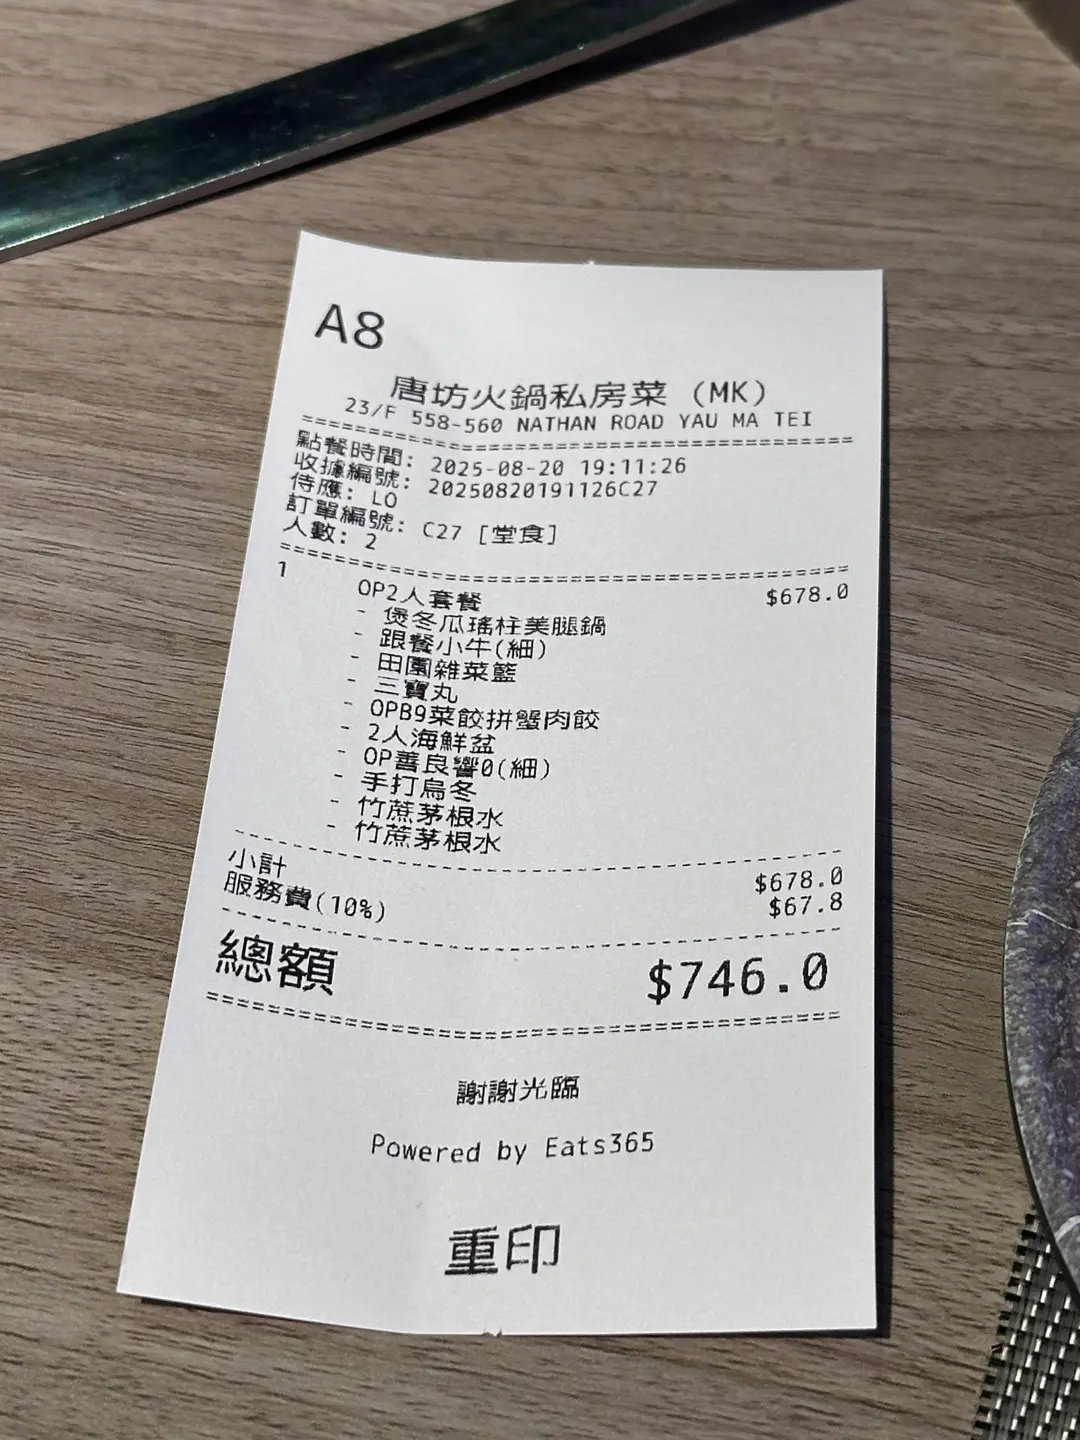 A8
唐坊火鍋私房菜 (MK)
23/F 558-560 NATHAN ROAD YAU MA TEI
點餐時間: 2025-08-20 19:11:26
收據編號: 20250820191126C27
侍應: LO
訂單編號: C27 [堂食]
人數: 2
1 OP2人套餐 $678.0
- 煲冬瓜瑤柱美腿鍋
- 跟餐小牛(細)
- 田園雜菜籃
- 三寶丸
- OPB9菜餃拼蟹肉餃
- 2人海鮮盆
- OP善良響0(細)
- 手打烏冬
- 竹蔗茅根水
- 竹蔗茅根水
小計 $678.0
服務費(10%) $67.8
總額 $746.0
謝謝光臨
Powered by Eats365
重印